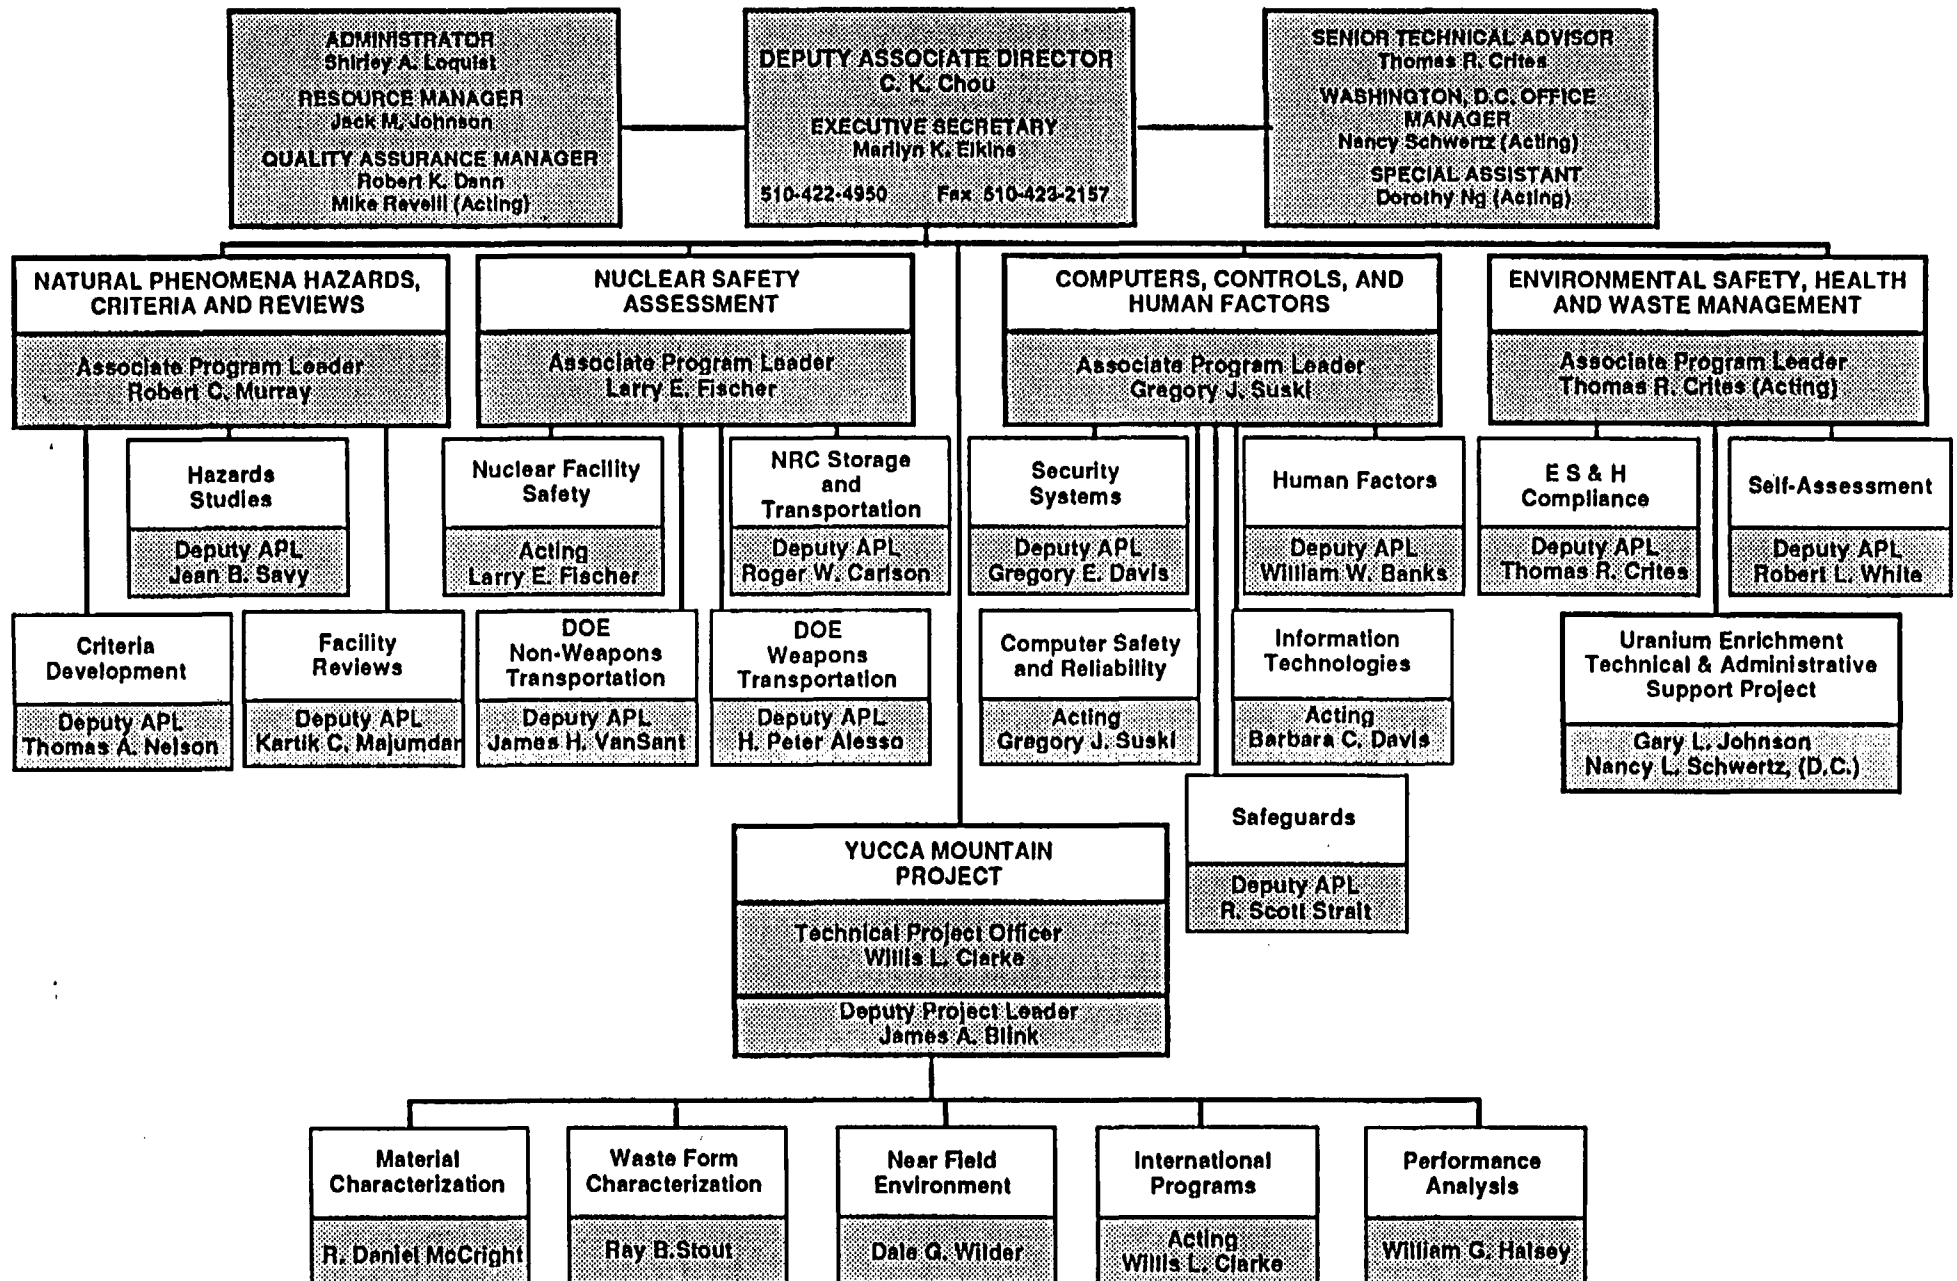 ADMINISTRATOR
Shirley A. Loquist
RESOURCE MANAGER
Jack M. Johnson
QUALITY ASSURANCE MANAGER
Robert K. Dann
Mike Revelli (Acting)
DEPUTY ASSOCIATE DIRECTOR
C. K. Chou
EXECUTIVE SECRETARY
Marilyn K. Elkins
510-422-4950 Fax 510-423-2157
SENIOR TECHNICAL ADVISOR
Thomas R. Crites
WASHINGTON, D.C. OFFICE
MANAGER
Nancy Schwertz (Acting)
SPECIAL ASSISTANT
Dorothy Ng (Acting)
NATURAL PHENOMENA HAZARDS,
CRITERIA AND REVIEWS
Associate Program Leader
Robert C. Murray
NUCLEAR SAFETY
ASSESSMENT
Associate Program Leader
Larry E. Fischer
COMPUTERS, CONTROLS, AND
HUMAN FACTORS
Associate Program Leader
Gregory J. Suski
ENVIRONMENTAL SAFETY, HEALTH
AND WASTE MANAGEMENT
Associate Program Leader
Thomas R. Crites (Acting)
Hazards
Studies
Deputy APL
Jean B. Savy
Nuclear Facility
Safety
Acting
Larry E. Fischer
NRC Storage
and
Transportation
Deputy APL
Roger W. Carlson
Security
Systems
Deputy APL
Gregory E. Davis
Human Factors
Deputy APL
William W. Banks
E S & H
Compliance
Deputy APL
Thomas R. Crites
Self-Assessment
Deputy APL
Robert L. White
Criteria
Development
Deputy APL
Thomas A. Nelson
Facility
Reviews
Deputy APL
Kartik C. Majumdar
DOE
Non-Weapons
Transportation
Deputy APL
James H. VanSant
DOE
Weapons
Transportation
Deputy APL
H. Peter Alesso
Computer Safety
and Reliability
Acting
Gregory J. Suski
Information
Technologies
Acting
Barbara C. Davis
Uranium Enrichment
Technical & Administrative
Support Project
Gary L. Johnson
Nancy L. Schwertz, (D.C.)
Safeguards
Deputy APL
R. Scott Strait
YUCCA MOUNTAIN
PROJECT
Technical Project Officer
Willis L. Clarke
Deputy Project Leader
James A. Blink
Material
Characterization
R. Daniel McCright
Waste Form
Characterization
Ray B.Stout
Near Field
Environment
Dale G. Wilder
International
Programs
Acting
Willis L. Clarke
Performance
Analysis
William G. Halsey